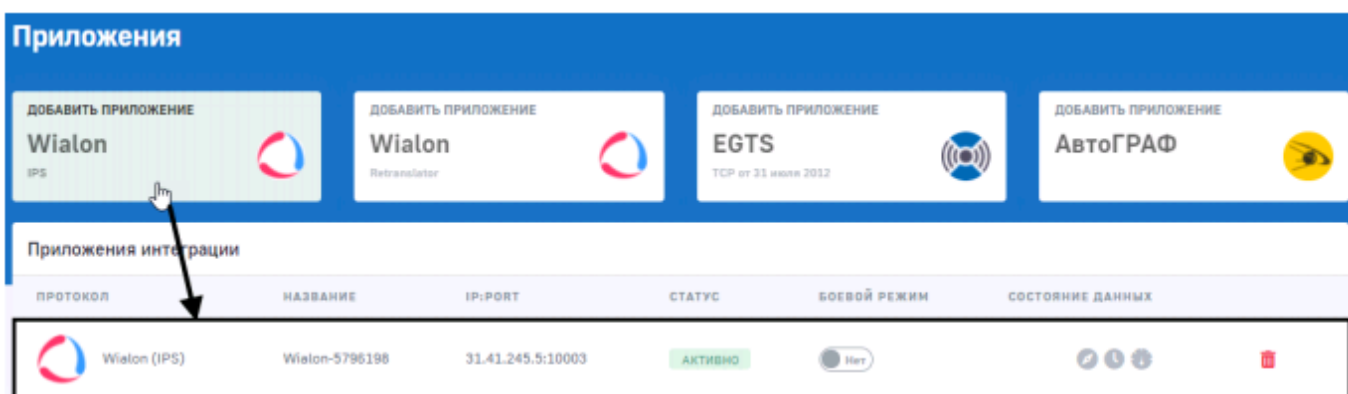 Приложения
ДОБАВИТЬ ПРИЛОЖЕНИЕ
Wialon
IPS
ДОБАВИТЬ ПРИЛОЖЕНИЕ
Wialon
Retranslator
ДОБАВИТЬ ПРИЛОЖЕНИЕ
EGTS
TCP от 31 июля 2012
ДОБАВИТЬ ПРИЛОЖЕНИЕ
АвтоГРАФ
Приложения интеграции
ПРОТОКОЛ НАЗВАНИЕ IP:PORT СТАТУС БОЕВОЙ РЕЖИМ СОСТОЯНИЕ ДАННЫХ
Wialon (IPS) Wialon-5796198 31.41.245.5:10003 АКТИВНО Нет